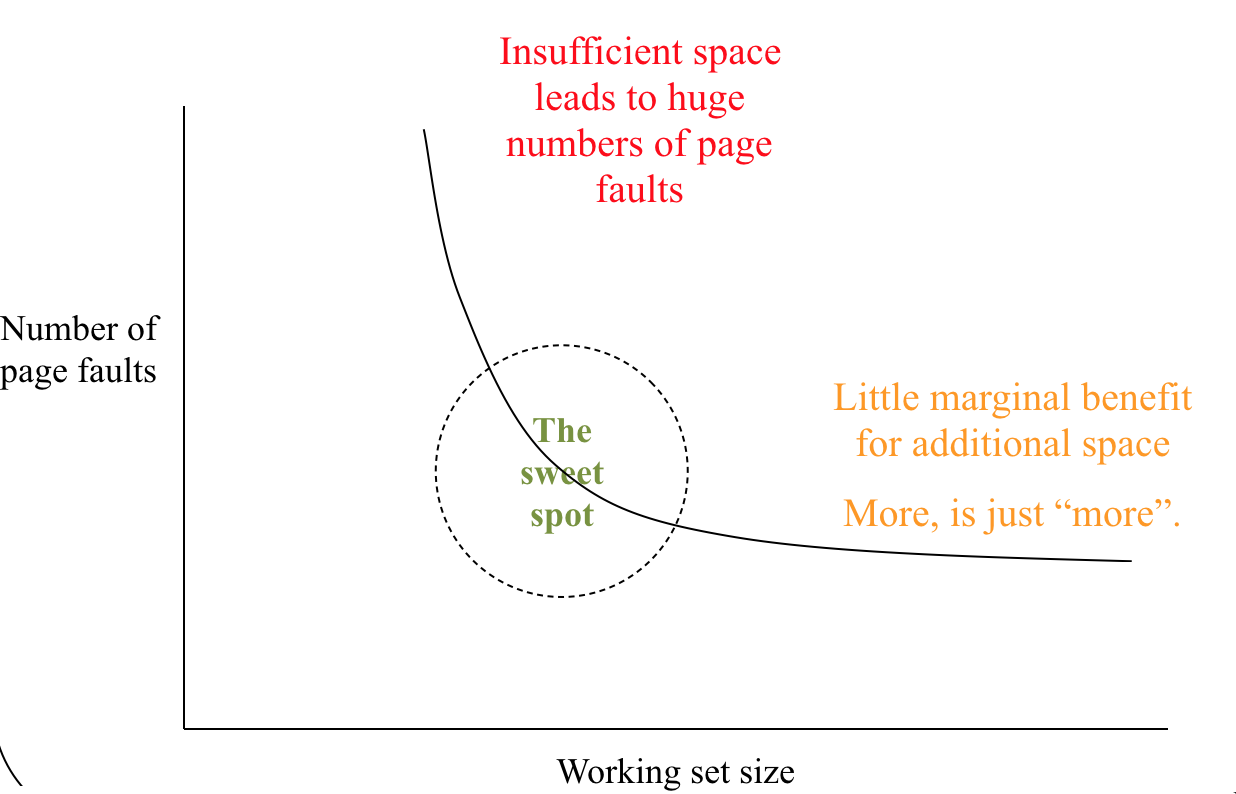 Insufficient space
leads to huge
numbers of page
faults
Number of
page faults
The
sweet
spot
Little marginal benefit
for additional space
More, is just “more”.
Working set size